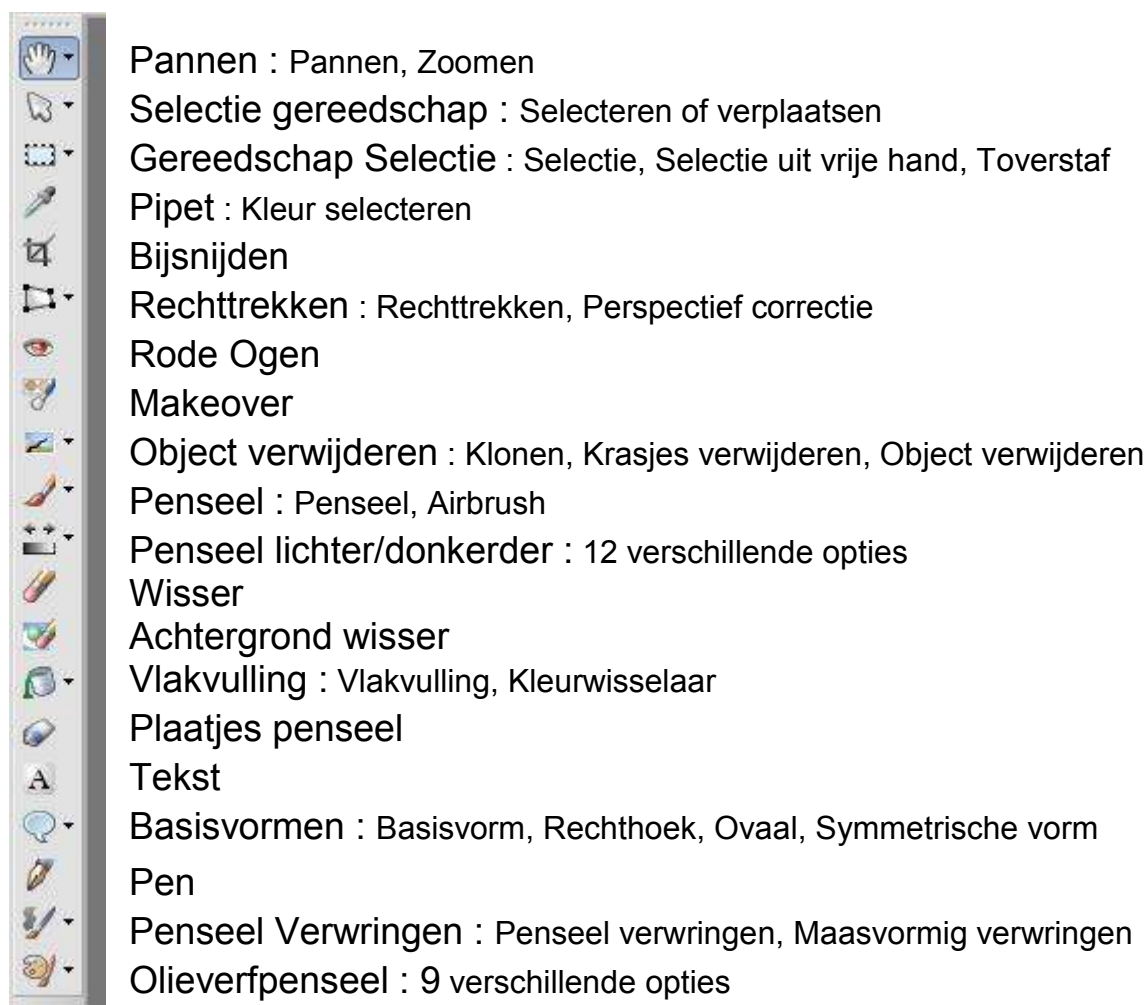 Pannen : Pannen, Zoomen
Selectie gereedschap : Selecteren of verplaatsen
Gereedschap Selectie : Selectie, Selectie uit vrije hand, Toverstaf
Pipet : Kleur selecteren
Bijsnijden
Rechttrekken : Rechttrekken, Perspectief correctie
Rode Ogen
Makeover
Object verwijderen : Klonen, Krasjes verwijderen, Object verwijderen
Penseel : Penseel, Airbrush
Penseel lichter/donkerder : 12 verschillende opties
Wisser
Achtergrond wisser
Vlakvulling : Vlakvulling, Kleurwisselaar
Plaatjes penseel
A Tekst
Basisvormen : Basisvorm, Rechthoek, Ovaal, Symmetrische vorm
Pen
Penseel Verwringen : Penseel verwringen, Maasvormig verwringen
Olieverfpenseel : 9 verschillende opties